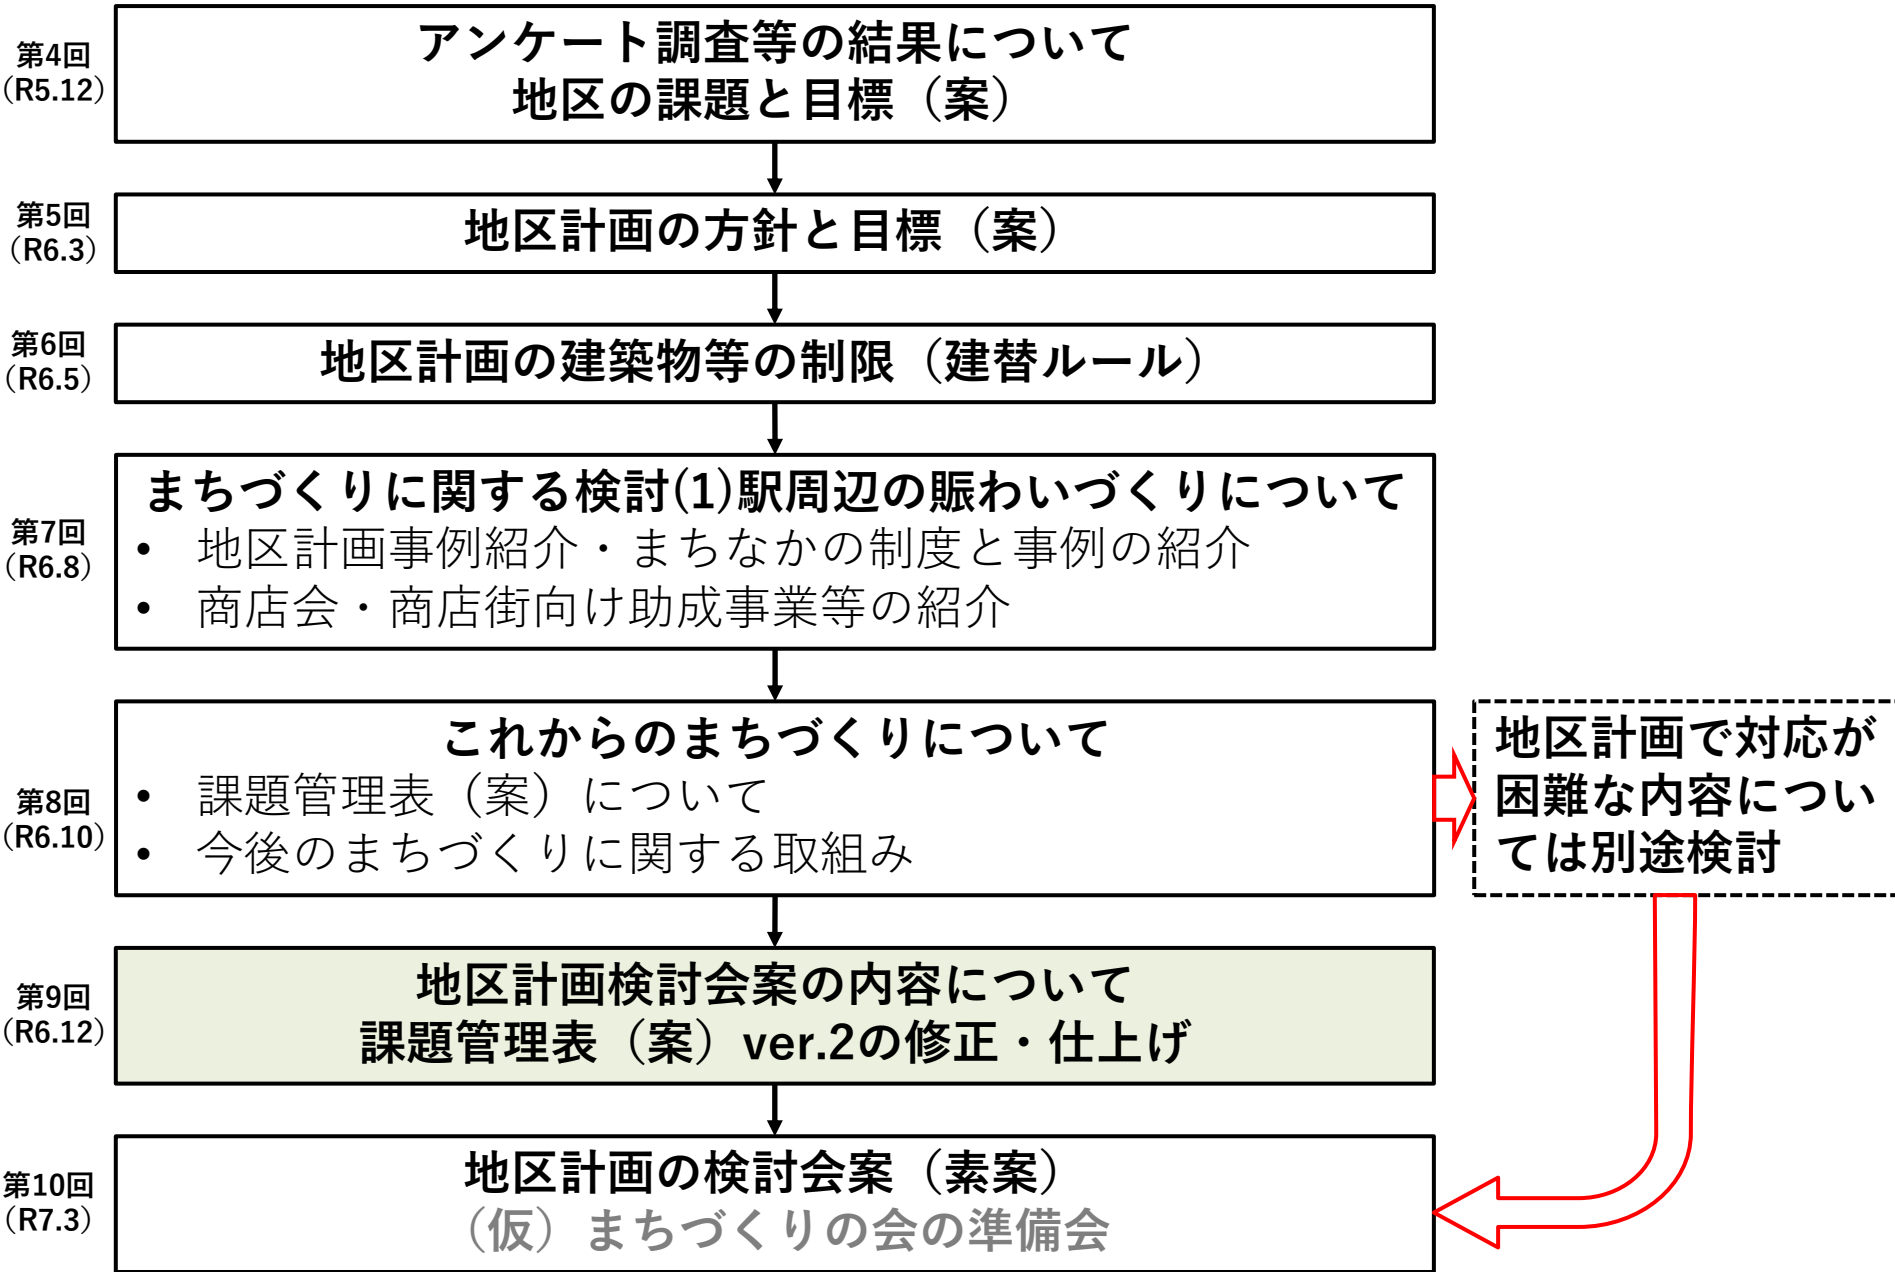 第4回
（R5.12）
アンケート調査等の結果について
地区の課題と目標（案）
第5回
（R6.3）
地区計画の方針と目標（案）
第6回
（R6.5）
地区計画の建築物等の制限（建替ルール）
第7回
（R6.8）
まちづくりに関する検討(1)駅周辺の賑わいづくりについて
• 地区計画事例紹介・まちなかの制度と事例の紹介
• 商店会・商店街向け助成事業等の紹介
第8回
（R6.10）
これからのまちづくりについて
• 課題管理表（案）について
• 今後のまちづくりに関する取組み
地区計画で対応が
困難な内容につい
ては別途検討
第9回
（R6.12）
地区計画検討会案の内容について
課題管理表（案）ver.2の修正・仕上げ
第10回
（R7.3）
地区計画の検討会案（素案）
（仮）まちづくりの会の準備会